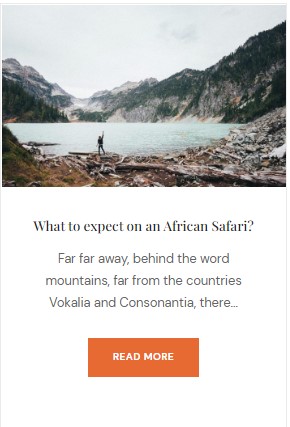 What to expect on an African Safari?
Far far away, behind the word
mountains, far from the countries
Vokalia and Consonantia, there...
READ MORE